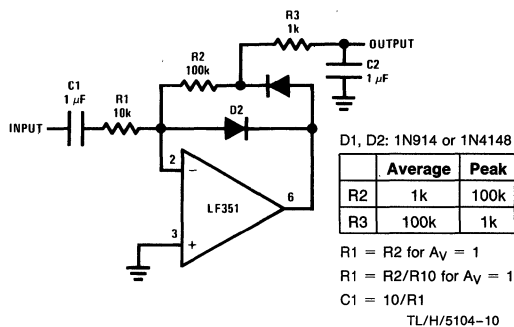 R3
1k
OUTPUT
R2
100k
C2
1 μF
C1
1 μF
R1
10k
D2
INPUT
2
−
LF351
6
3
+
D1, D2: 1N914 or 1N4148
Average Peak
R2 1k 100k
R3 100k 1k
R1 = R2 for AV = 1
R1 = R2/R10 for AV = 1
C1 = 10/R1
TL/H/5104-10